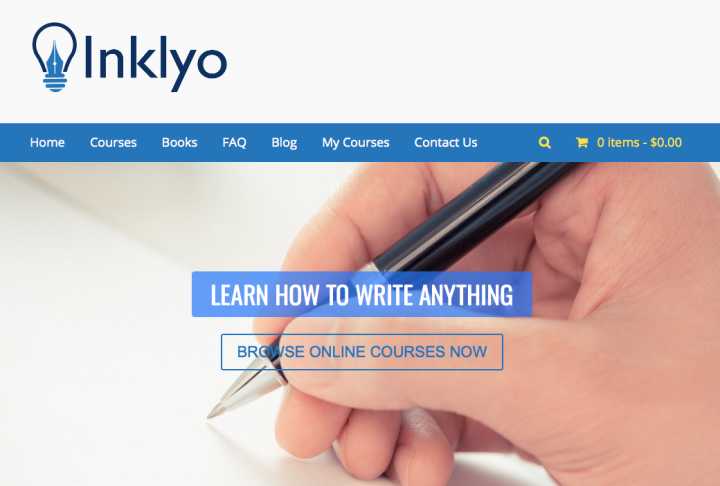 Inklyo
Home Courses Books FAQ Blog My Courses Contact Us 0 items - $0.00
LEARN HOW TO WRITE ANYTHING
BROWSE ONLINE COURSES NOW